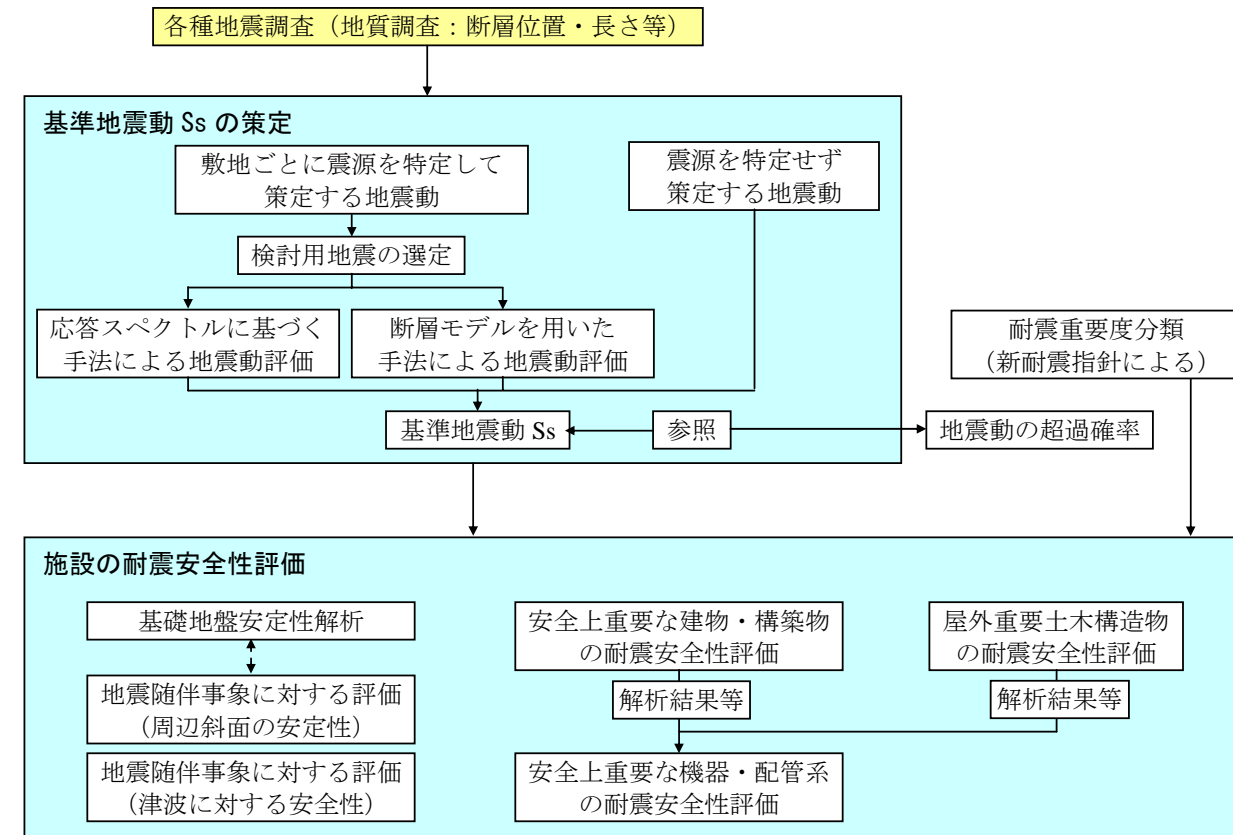 各種地震調査（地質調査：断層位置・長さ等）
基準地震動 Ss の策定
敷地ごとに震源を特定して
策定する地震動
震源を特定せず
策定する地震動
検討用地震の選定
応答スペクトルに基づく
手法による地震動評価
断層モデルを用いた
手法による地震動評価
耐震重要度分類
（新耐震指針による）
基準地震動 Ss
参照
地震動の超過確率
施設の耐震安全性評価
基礎地盤安定性解析
安全上重要な建物・構築物
の耐震安全性評価
屋外重要土木構造物
の耐震安全性評価
地震随伴事象に対する評価
（周辺斜面の安定性）
解析結果等
解析結果等
地震随伴事象に対する評価
（津波に対する安全性）
安全上重要な機器・配管系
の耐震安全性評価